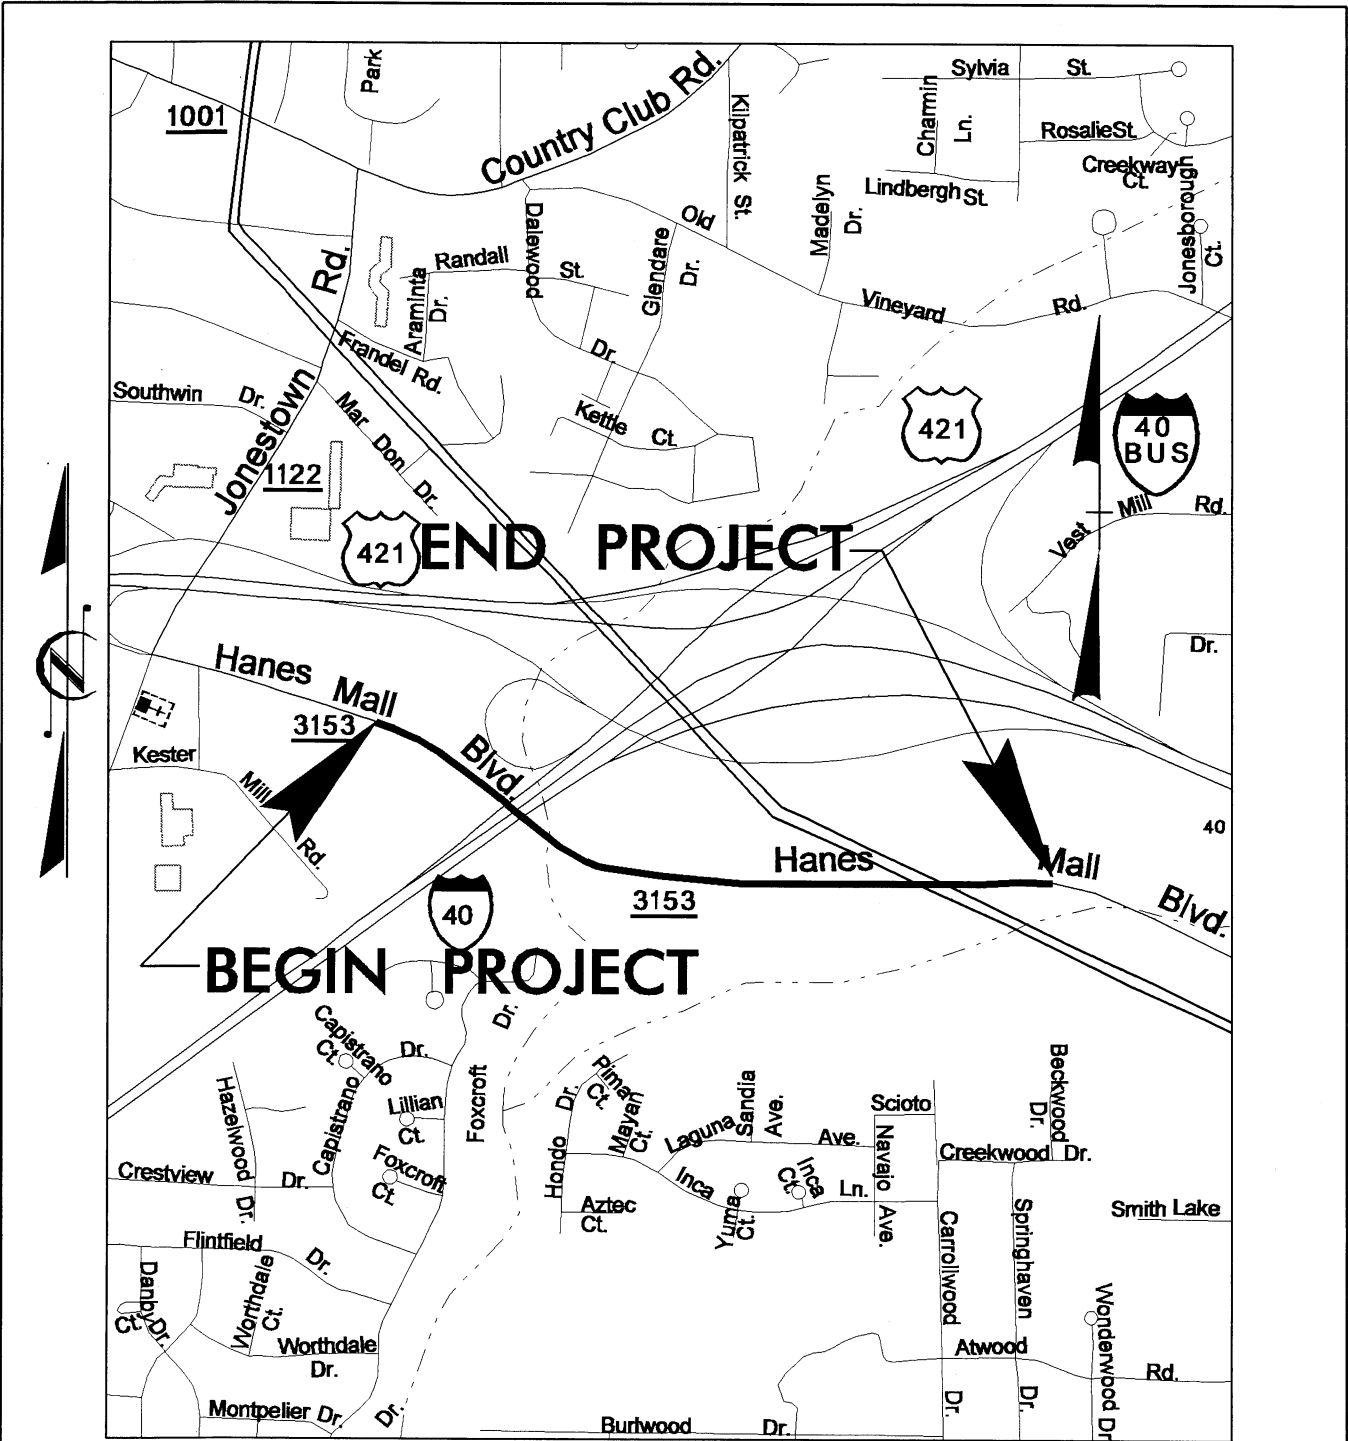 Park
1001
Country Club Rd.
Kilpatrick St.
Sylvia St.
Charmin Ln.
Rosalie St.
Creekway Ct.
Lindbergh St.
Jonesborough Ct.
Madelyn Dr.
Old Vineyard Rd.
Dalewood Dr.
Randall St.
Glendare Dr.
Araminta Dr.
Frandel Rd.
Jonestown Rd.
Southwin Dr.
Mar Don Dr.
Kettle Ct.
1122
421
421
40
BUS
Vest Mill Rd.
Dr.
END PROJECT
N
Hanes Mall Blvd.
3153
Kester Mill Rd.
40
Hanes Mall Blvd.
3153
40
BEGIN PROJECT
Capistrano Ct.
Capistrano Dr.
Foxcroft Dr.
Lillian Ct.
Foxcroft Ct.
Hazelwood Dr.
Crestview Dr.
Flintfield Dr.
Danby Dr.
Ct.
Worthdale Ct.
Worthdale Dr.
Montpelier Dr.
Dr.
Pima Ct.
Hondo Dr.
Mayan Ct.
Laguna Ave.
Sandia Ave.
Inca Ln.
Inca Ct.
Yuma Ct.
Aztec Ct.
Scioto
Navajo Ave.
Creekwood Dr.
Beckwood Dr.
Smith Lake
Carrollwood Dr.
Springhaven Dr.
Wonderwood Dr.
Atwood Rd.
Burlwood Dr.